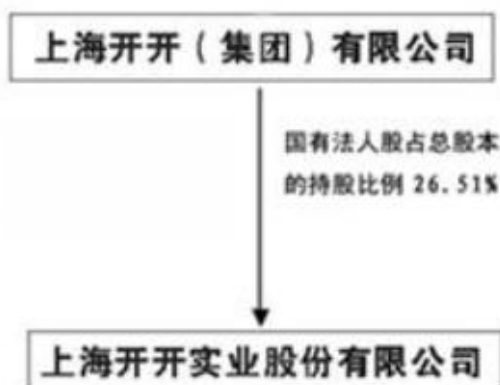 上海开开（集团）有限公司
国有法人股占总股本
的持股比例 26.51%
上海开开实业股份有限公司